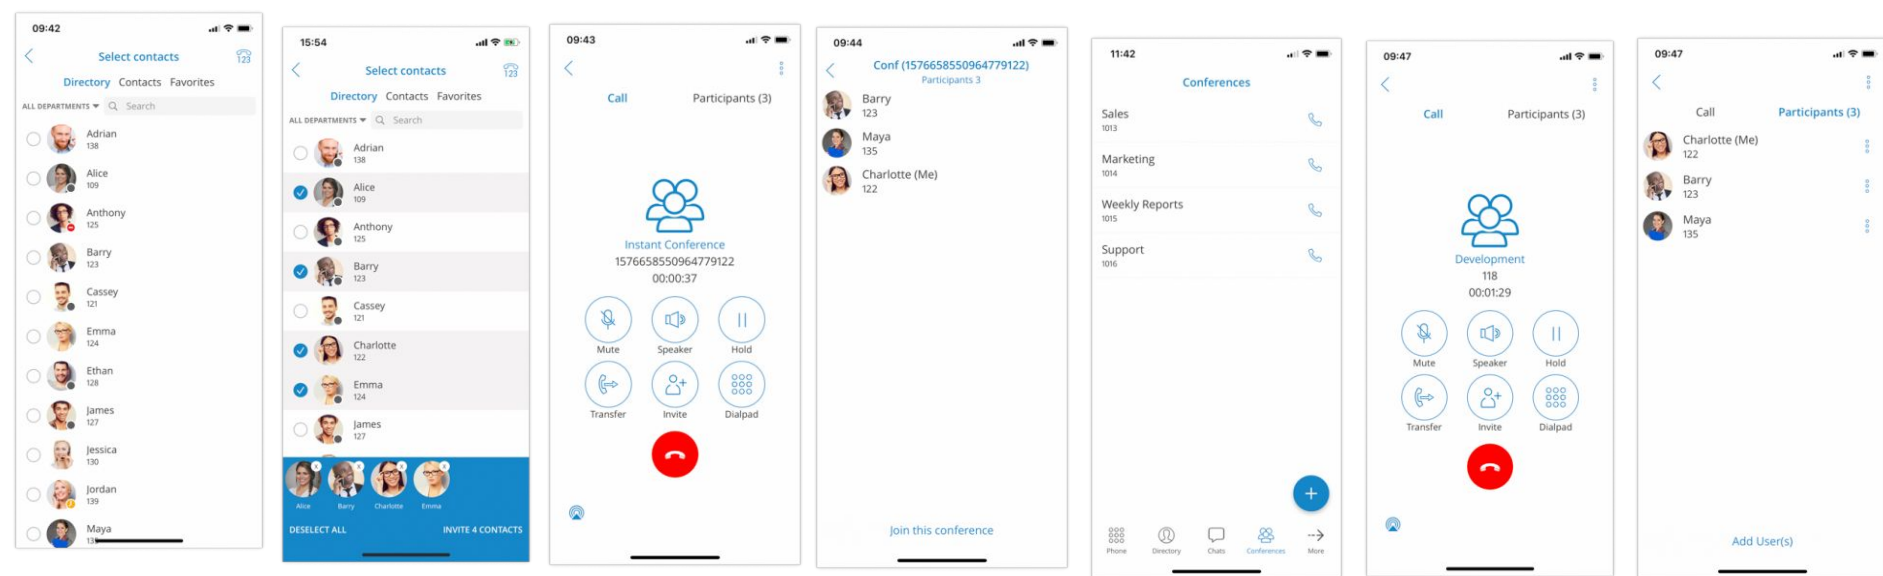 09:42
Select contacts
123
Directory Contacts Favorites
ALL DEPARTMENTS Search
Adrian
138
Alice
109
Anthony
125
Barry
123
Cassey
121
Emma
124
Ethan
128
James
127
Jessica
130
Jordan
139
Maya
15:54
Select contacts
123
Directory Contacts Favorites
ALL DEPARTMENTS Search
Adrian
138
Alice
109
Anthony
125
Barry
123
Cassey
121
Charlotte
122
Emma
124
James
127
x x x x
Alice Barry Charlotte Emma
DESELECT ALL INVITE 4 CONTACTS
09:43
Call Participants (3)
Instant Conference
1576658550964779122
00:00:37
Mute Speaker Hold
Transfer Invite Dialpad
09:44
Conf (1576658550964779122)
Participants 3
Barry
123
Maya
135
Charlotte (Me)
122
Join this conference
11:42
Conferences
Sales
1013
Marketing
1014
Weekly Reports
1015
Support
1016
Phone Directory Chats Conferences More
09:47
Call Participants (3)
Development
118
00:01:29
Mute Speaker Hold
Transfer Invite Dialpad
09:47
Call Participants (3)
Charlotte (Me)
122
Barry
123
Maya
135
Add User(s)